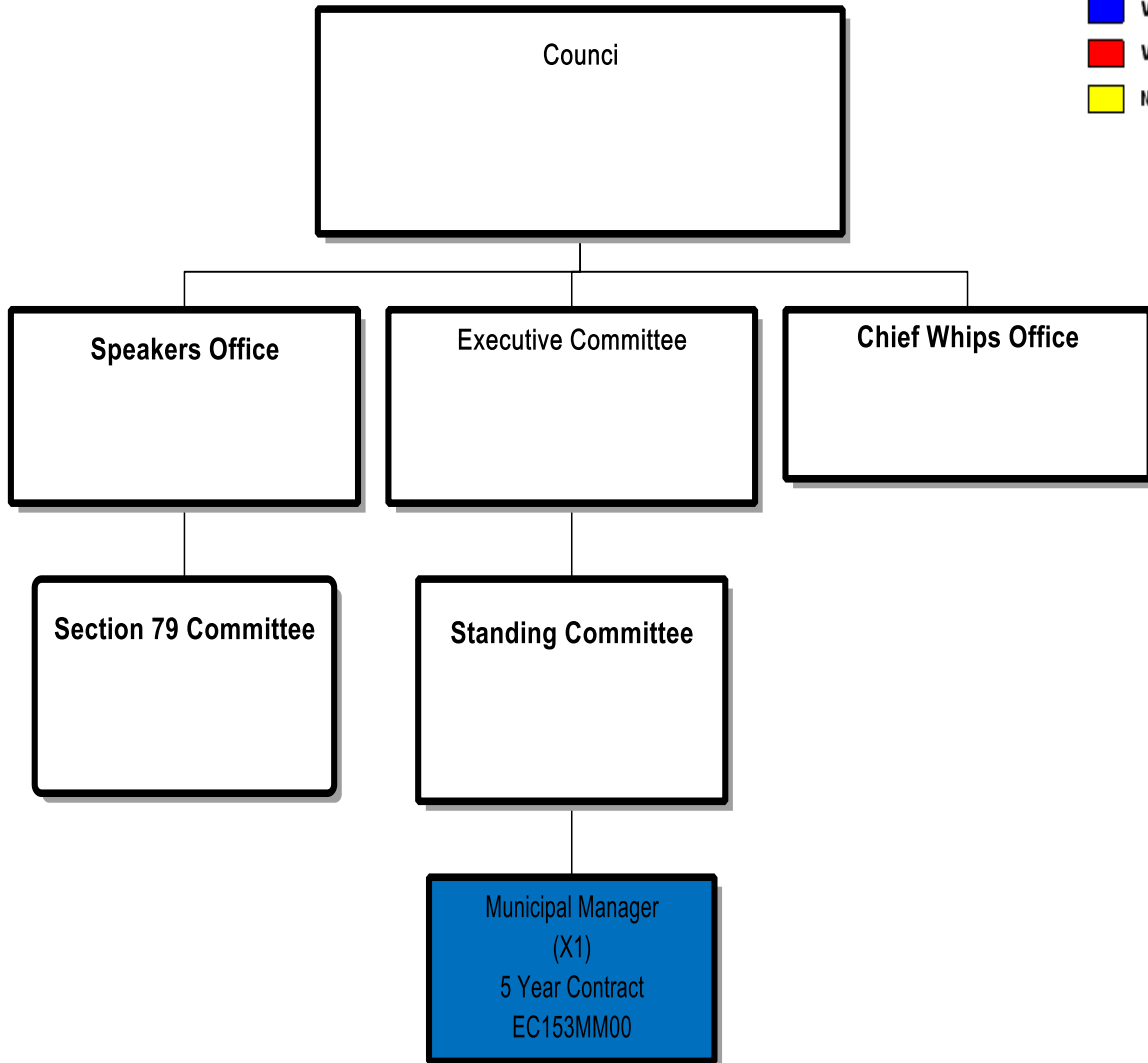 Counci
Speakers Office
Executive Committee
Chief Whips Office
Section 79 Committee
Standing Committee
Municipal Manager
(X1)
5 Year Contract
EC153MM00